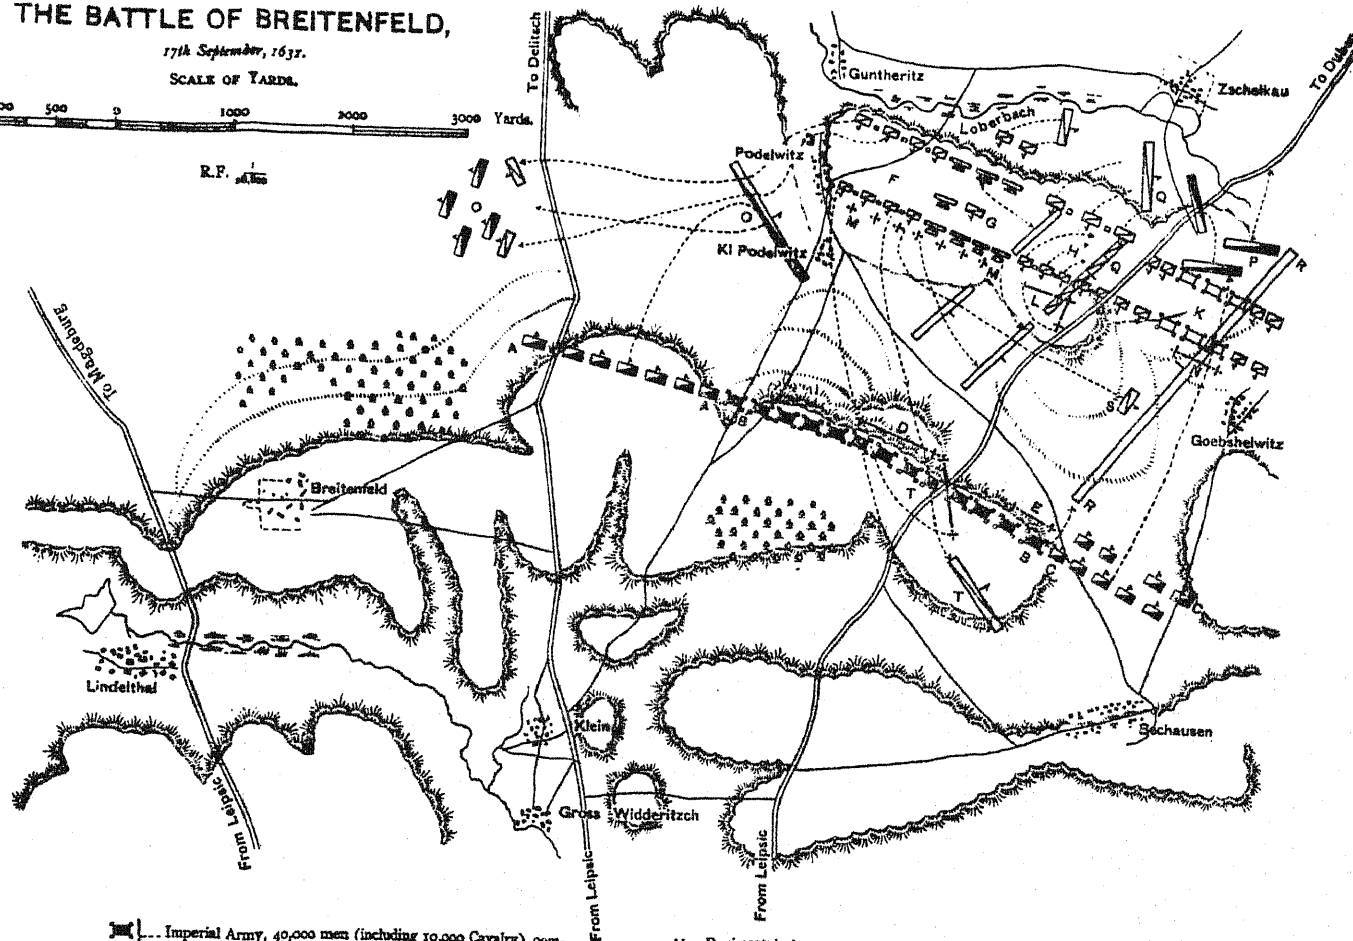 THE BATTLE OF BREITENFELD,
17th September, 1631.
SCALE OF YARDS.
500 0 1000 2000 3000 Yards.
R.F.
To Delitsch
Guntheritz
Zschelkau
Loberbach
Podelwitz
Kl Podelwitz
To Magdeburg
Goebshelwitz
Breitenfeld
Lindelthal
Klein
Gross Widderitzch
Sechausen
From Leipsic
From Leipsic
From Leipsic
A
A
B
D
T
E
B
C
C
T
F
G
H
M
M
L
Q
Q
K
P
R
R
S
Imperial Army, 40,000 men (including 10,000 Cavalry)